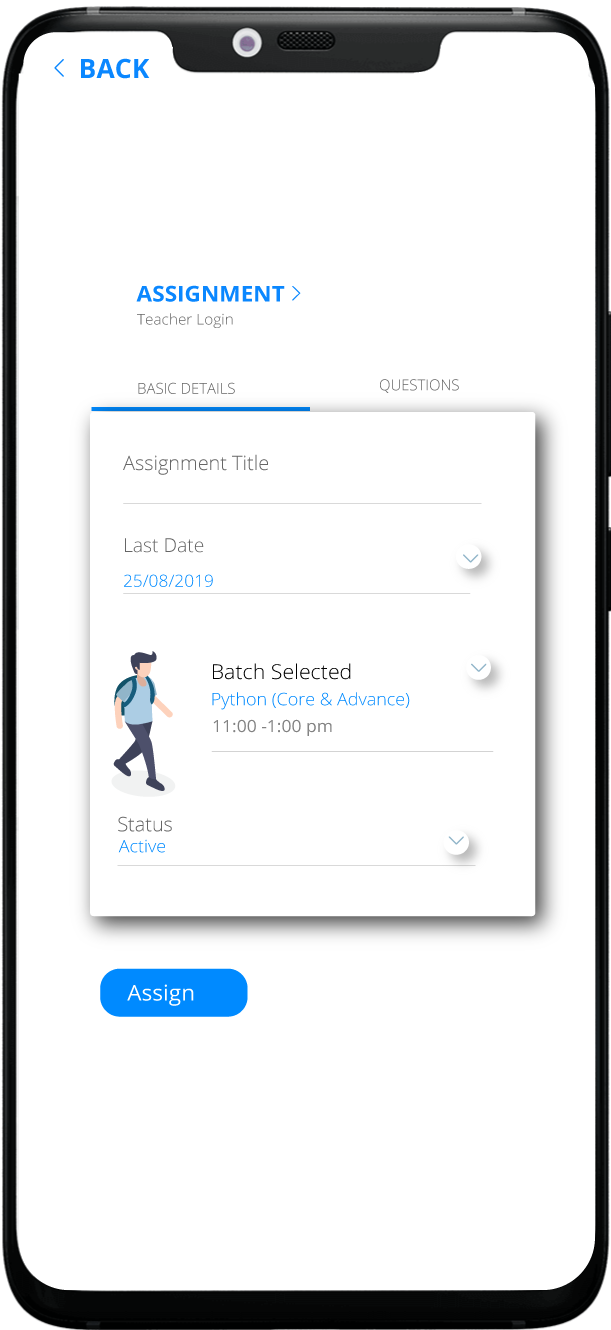 BACK
ASSIGNMENT
Teacher Login
BASIC DETAILS
QUESTIONS
Assignment Title
Last Date
25/08/2019
Batch Selected
Python (Core & Advance)
11:00 -1:00 pm
Status
Active
Assign